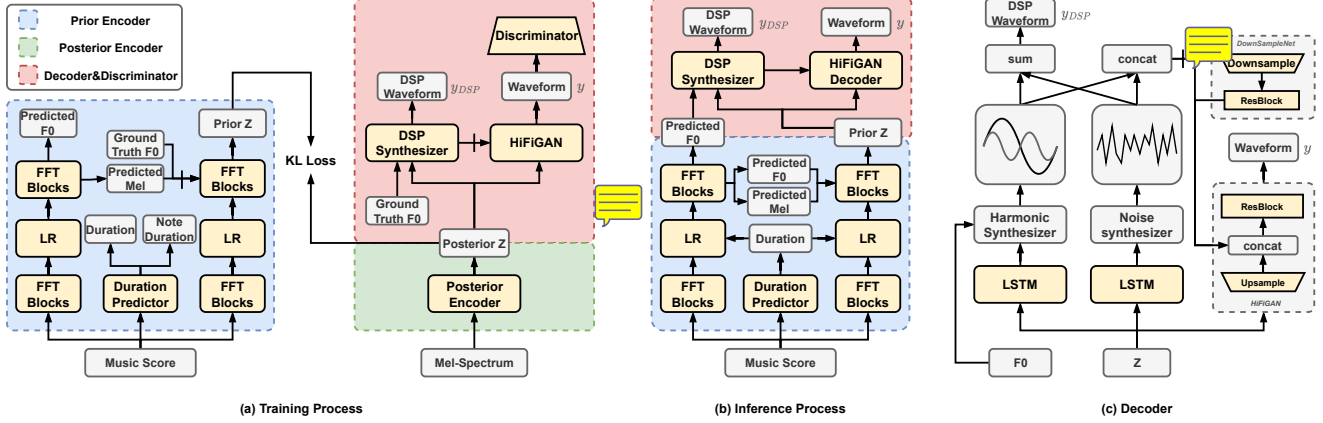 Prior Encoder
Posterior Encoder
Decoder&Discriminator
Predicted
F0
Ground
Truth F0
Predicted
Mel
Prior Z
FFT
Blocks
FFT
Blocks
Duration
Note
Duration
LR
LR
FFT
Blocks
Duration
Predictor
FFT
Blocks
Music Score
KL Loss
Discriminator
DSP
Waveform
y_DSP
Waveform
y
DSP
Synthesizer
HiFiGAN
Ground
Truth F0
Posterior Z
Posterior
Encoder
Mel-Spectrum
(a) Training Process
DSP
Waveform
y_DSP
Waveform
y
DSP
Synthesizer
HiFiGAN
Decoder
Predicted
F0
Prior Z
Predicted
F0
FFT
Blocks
FFT
Blocks
Predicted
Mel
LR
Duration
LR
FFT
Blocks
Duration
Predictor
FFT
Blocks
Music Score
(b) Inference Process
DSP
Waveform
y_DSP
sum
concat
DownSampleNet
Downsample
ResBlock
Waveform
y
Harmonic
Synthesizer
Noise
synthesizer
ResBlock
concat
LSTM
LSTM
Upsample
HiFiGAN
F0
Z
(c) Decoder